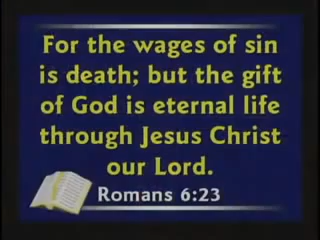 For the wages of sin
is death; but the gift
of God is eternal life
through Jesus Christ
our Lord.
Romans 6:23